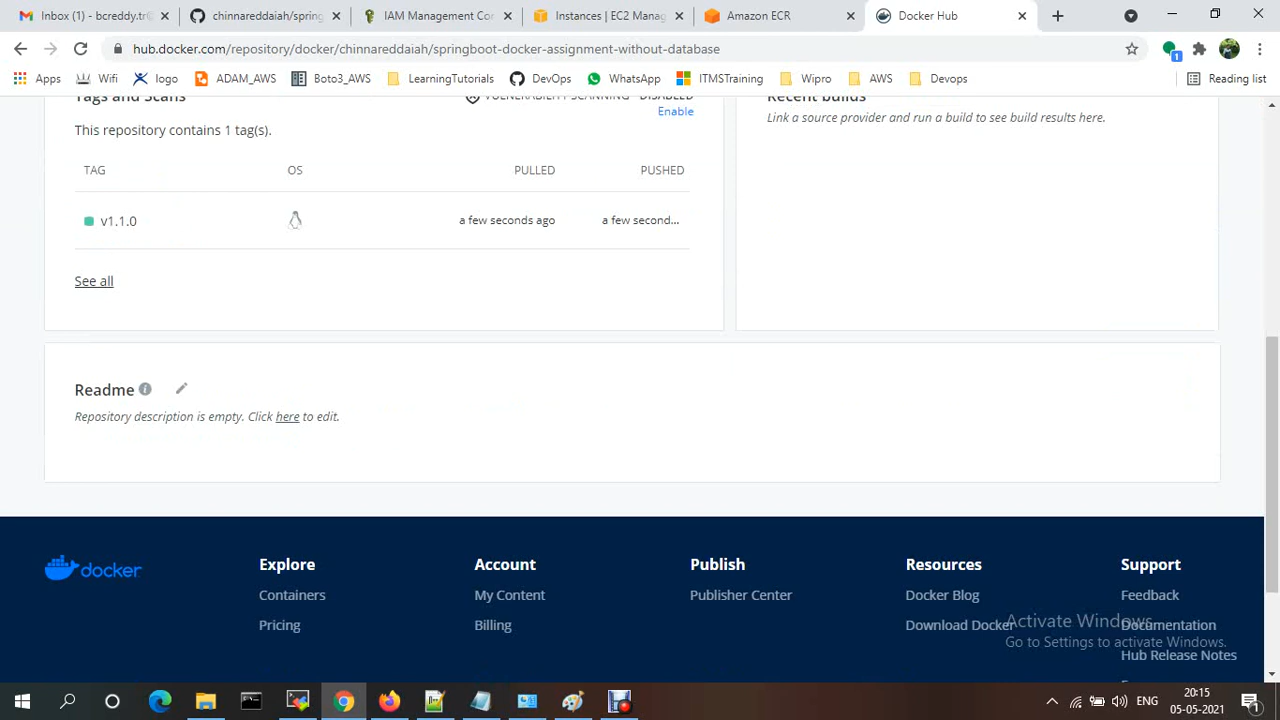 Inbox (1) - bcreddy.tr@
chinnareddaiah/spring
IAM Management Con
Instances | EC2 Manag
Amazon ECR
Docker Hub
hub.docker.com/repository/docker/chinnareddaiah/springboot-docker-assignment-without-database
Apps
Wifi
logo
ADAM_AWS
Boto3_AWS
LearningTutorials
DevOps
WhatsApp
ITMSTraining
Wipro
AWS
Devops
Reading list
Tags and Scans
VULNERABILITY SCANNING - DISABLED
Enable
Recent builds
Link a source provider and run a build to see build results here.
This repository contains 1 tag(s).
TAG
OS
PULLED
PUSHED
v1.1.0
a few seconds ago
a few second...
See all
Readme
Repository description is empty. Click here to edit.
docker
Explore
Account
Publish
Resources
Support
Containers
My Content
Publisher Center
Docker Blog
Feedback
Pricing
Billing
Download Docker
Documentation
Hub Release Notes
Activate Windows
Go to Settings to activate Windows.
ENG
20:15
05-05-2021